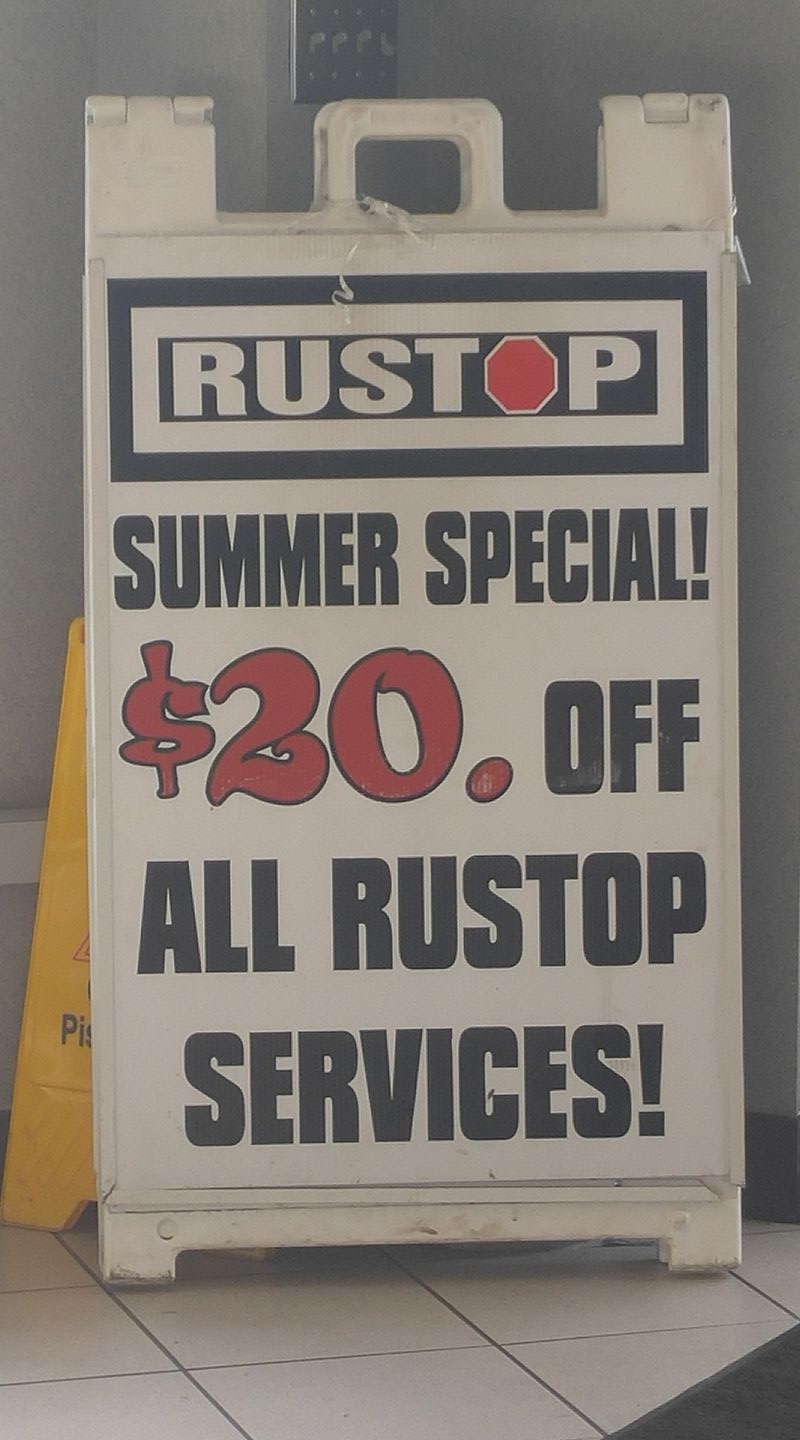 RUSTOP
SUMMER SPECIAL!
$20. OFF
ALL RUSTOP
SERVICES!